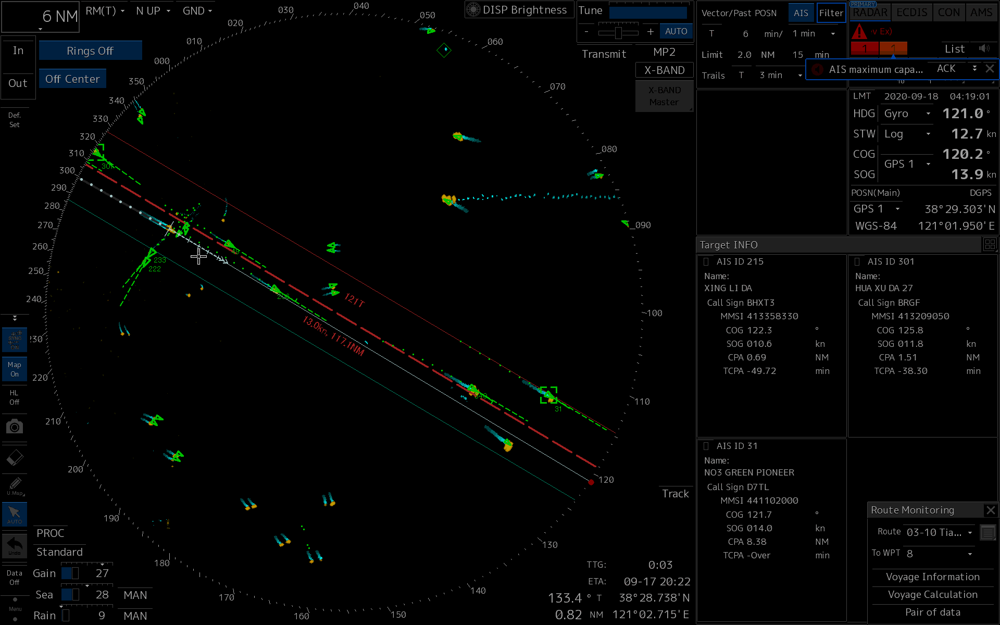 6 NM
RM(T)
N UP
GND
In
Out
Rings Off
Off Center
Def.
Set
DISP Brightness
Tune
-
+
AUTO
Transmit
MP2
X-BAND
X-BAND
Master
Vector/Past POSN
AIS
Filter
T 6 min/ 1 min
Limit 2.0 NM 15 min
Trails T 3 min
PRIMARY
RADAR
ECDIS
CON
AMS
v Ex)
1
1
List
AIS maximum capa...
ACK
LMT 2020-09-18 04:19:01
HDG Gyro 121.0 °
STW Log 12.7 kn
COG 120.2 °
GPS 1
SOG 13.9 kn
POSN(Main) DGPS
GPS 1 38°29.303'N
WGS-84 121°01.950'E
Target INFO
AIS ID 215
Name:
XING LI DA
Call Sign BHXT3
MMSI 413358330
COG 122.3 °
SOG 010.6 kn
CPA 0.69 NM
TCPA -49.72 min
AIS ID 301
Name:
HUA XU DA 27
Call Sign BRGF
MMSI 413209050
COG 125.8 °
SOG 011.8 kn
CPA 1.51 NM
TCPA -38.30 min
AIS ID 31
Name:
NO3 GREEN PIONEER
Call Sign D7TL
MMSI 441102000
COG 121.7 °
SOG 014.0 kn
CPA 8.38 NM
TCPA -Over min
Route Monitoring
Route 03-10 Tia...
To WPT 8
Voyage Information
Voyage Calculation
Pair of data
000
010
020
030
040
050
060
070
080
090
100
110
120
130
140
150
160
170
180
190
200
210
220
230
240
250
260
270
280
290
300
310
320
330
340
350
301
49
233
222
31
121T
13.0kn, 117.1NM
SYNC
ON
Map
On
HL
Off
U.Map
AUTO
Undo
Data
Off
Menu
PROC
Standard
Gain 27
Sea 28 MAN
Rain 9 MAN
Track
TTG: 0:03
ETA: 09-17 20:22
133.4 ° T 38°28.738'N
0.82 NM 121°02.715'E